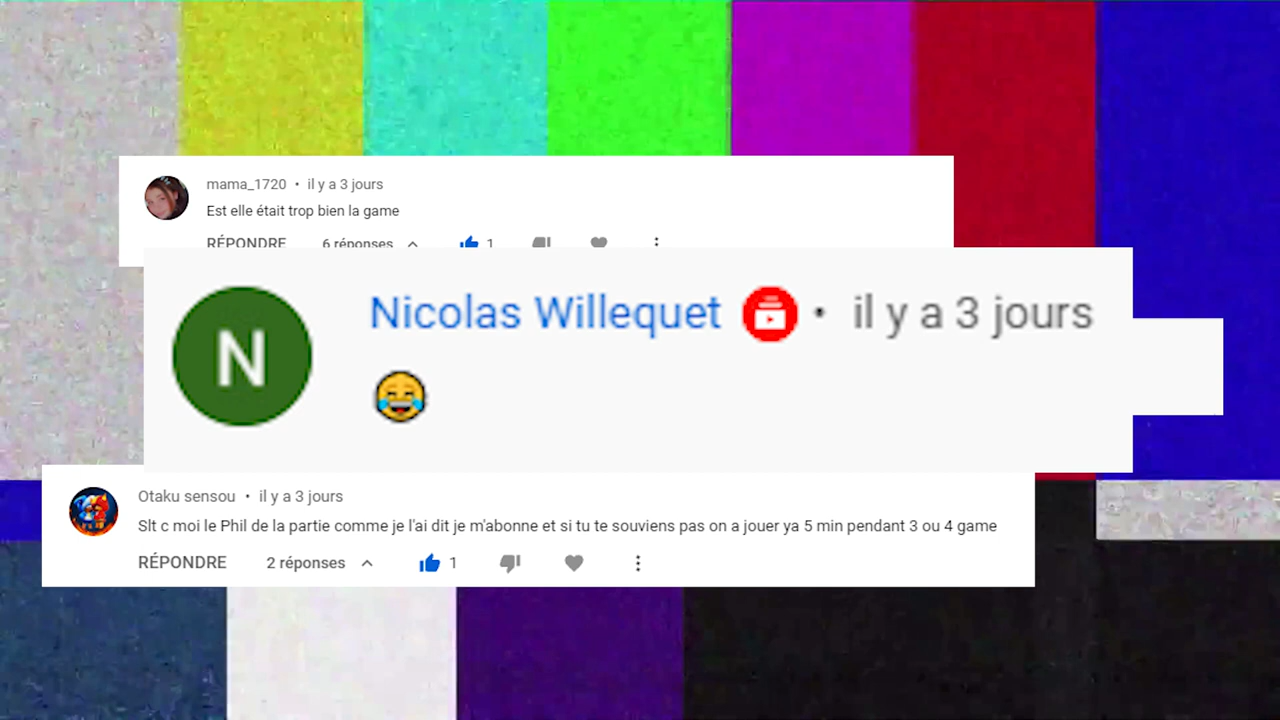 mama_1720 • il y a 3 jours
Est elle était trop bien la game
RÉPONDRE 6 réponses 1
N
Nicolas Willequet • il y a 3 jours
😂
Otaku sensou • il y a 3 jours
Slt c moi le Phil de la partie comme je l'ai dit je m'abonne et si tu te souviens pas on a jouer ya 5 min pendant 3 ou 4 game
RÉPONDRE 2 réponses 1